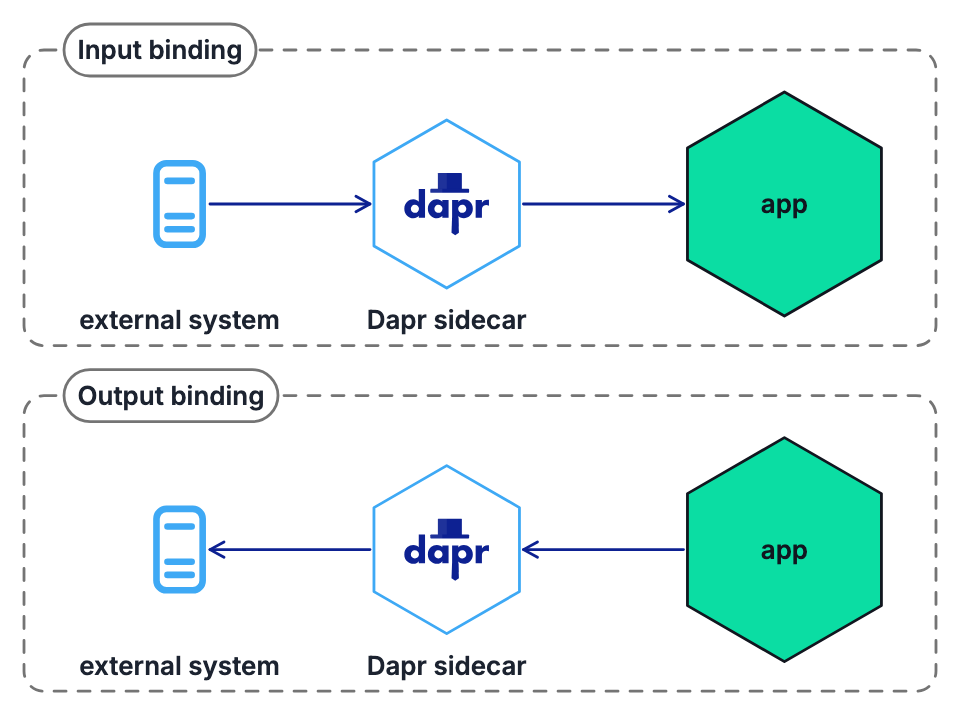 Input binding
dapr
app
external system
Dapr sidecar
Output binding
dapr
app
external system
Dapr sidecar